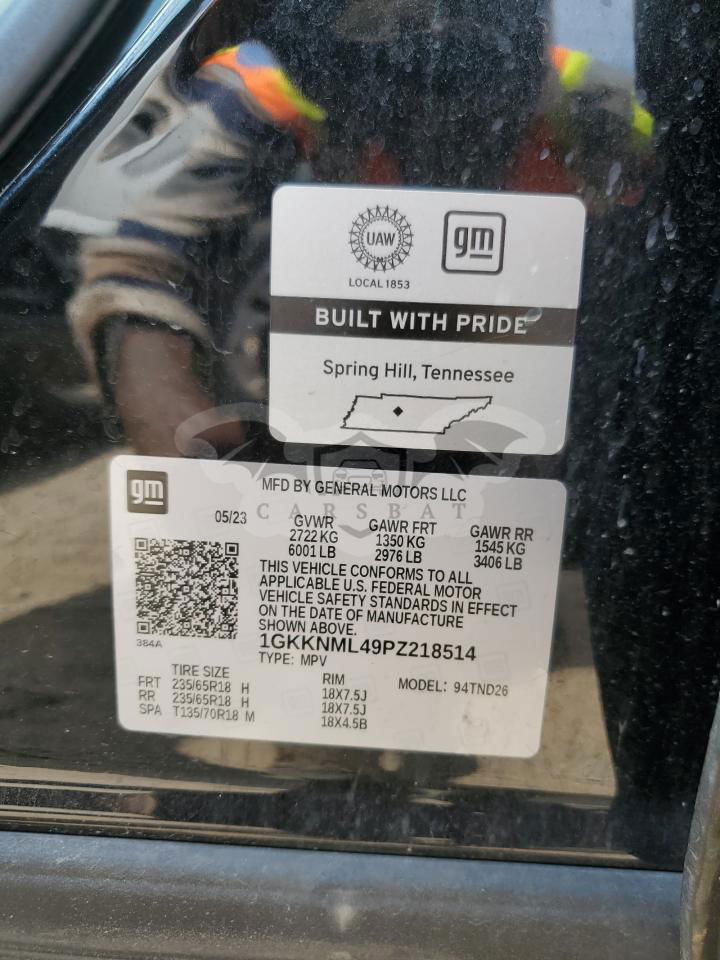 UAW
gm
LOCAL 1853
BUILT WITH PRIDE
Spring Hill, Tennessee
gm
MFD BY GENERAL MOTORS LLC
CARSBAT
05/23
GVWR GAWR FRT GAWR RR
2722 KG 1350 KG 1545 KG
6001 LB 2976 LB 3406 LB
THIS VEHICLE CONFORMS TO ALL
APPLICABLE U.S. FEDERAL MOTOR
VEHICLE SAFETY STANDARDS IN EFFECT
ON THE DATE OF MANUFACTURE
SHOWN ABOVE.
384A
1GKKNML49PZ218514
TYPE: MPV
TIRE SIZE RIM MODEL: 94TND26
FRT 235/65R18 H 18X7.5J
RR 235/65R18 H 18X7.5J
SPA T135/70R18 M 18X4.5B